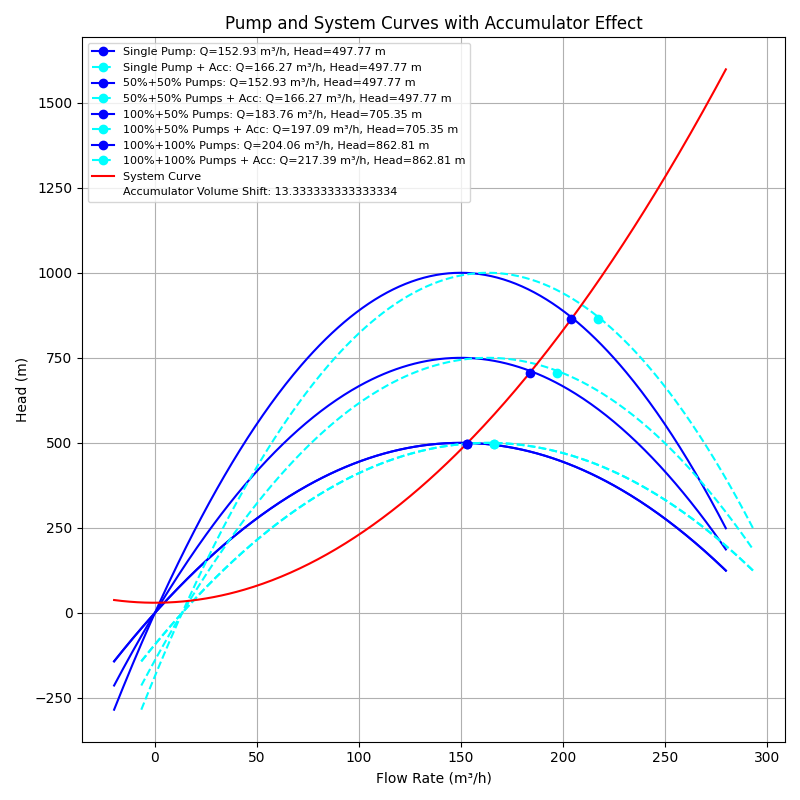 Pump and System Curves with Accumulator Effect
Single Pump: Q=152.93 m³/h, Head=497.77 m
Single Pump + Acc: Q=166.27 m³/h, Head=497.77 m
50%+50% Pumps: Q=152.93 m³/h, Head=497.77 m
50%+50% Pumps + Acc: Q=166.27 m³/h, Head=497.77 m
100%+50% Pumps: Q=183.76 m³/h, Head=705.35 m
100%+50% Pumps + Acc: Q=197.09 m³/h, Head=705.35 m
100%+100% Pumps: Q=204.06 m³/h, Head=862.81 m
100%+100% Pumps + Acc: Q=217.39 m³/h, Head=862.81 m
System Curve
Accumulator Volume Shift: 13.333333333333334
Head (m)
1500
1250
1000
750
500
250
0
−250
0 50 100 150 200 250 300
Flow Rate (m³/h)